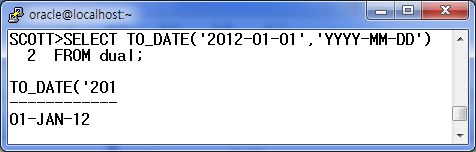 oracle@localhost:~
SCOTT>SELECT TO_DATE('2012-01-01','YYYY-MM-DD')
2 FROM dual;
TO_DATE('201
------------
01-JAN-12